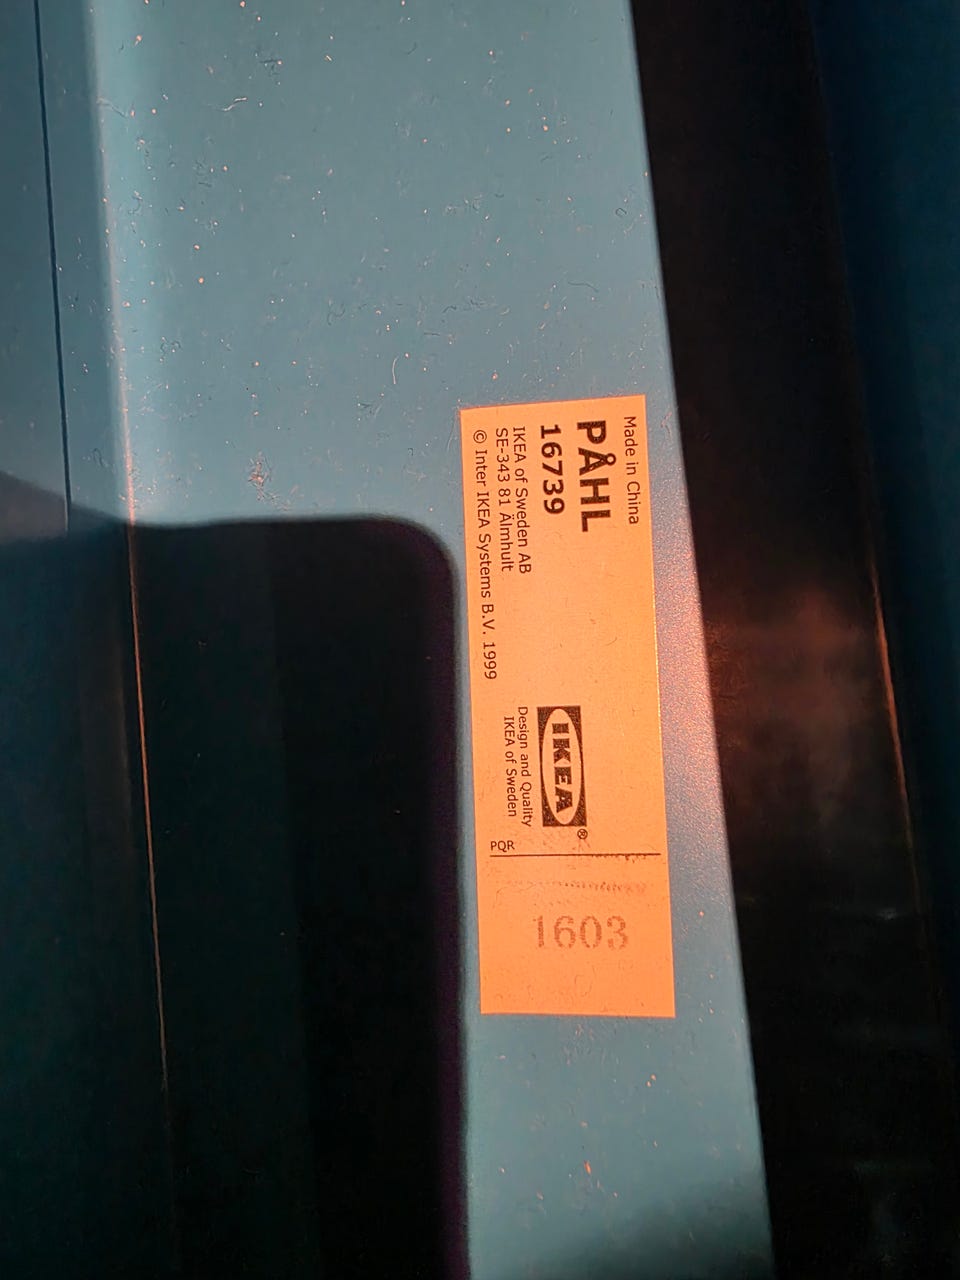 Made in China
PÅHL
16739
IKEA of Sweden AB
SE-343 81 Älmhult
© Inter IKEA Systems B.V. 1999
IKEA®
Design and Quality
IKEA of Sweden
PQR
1603